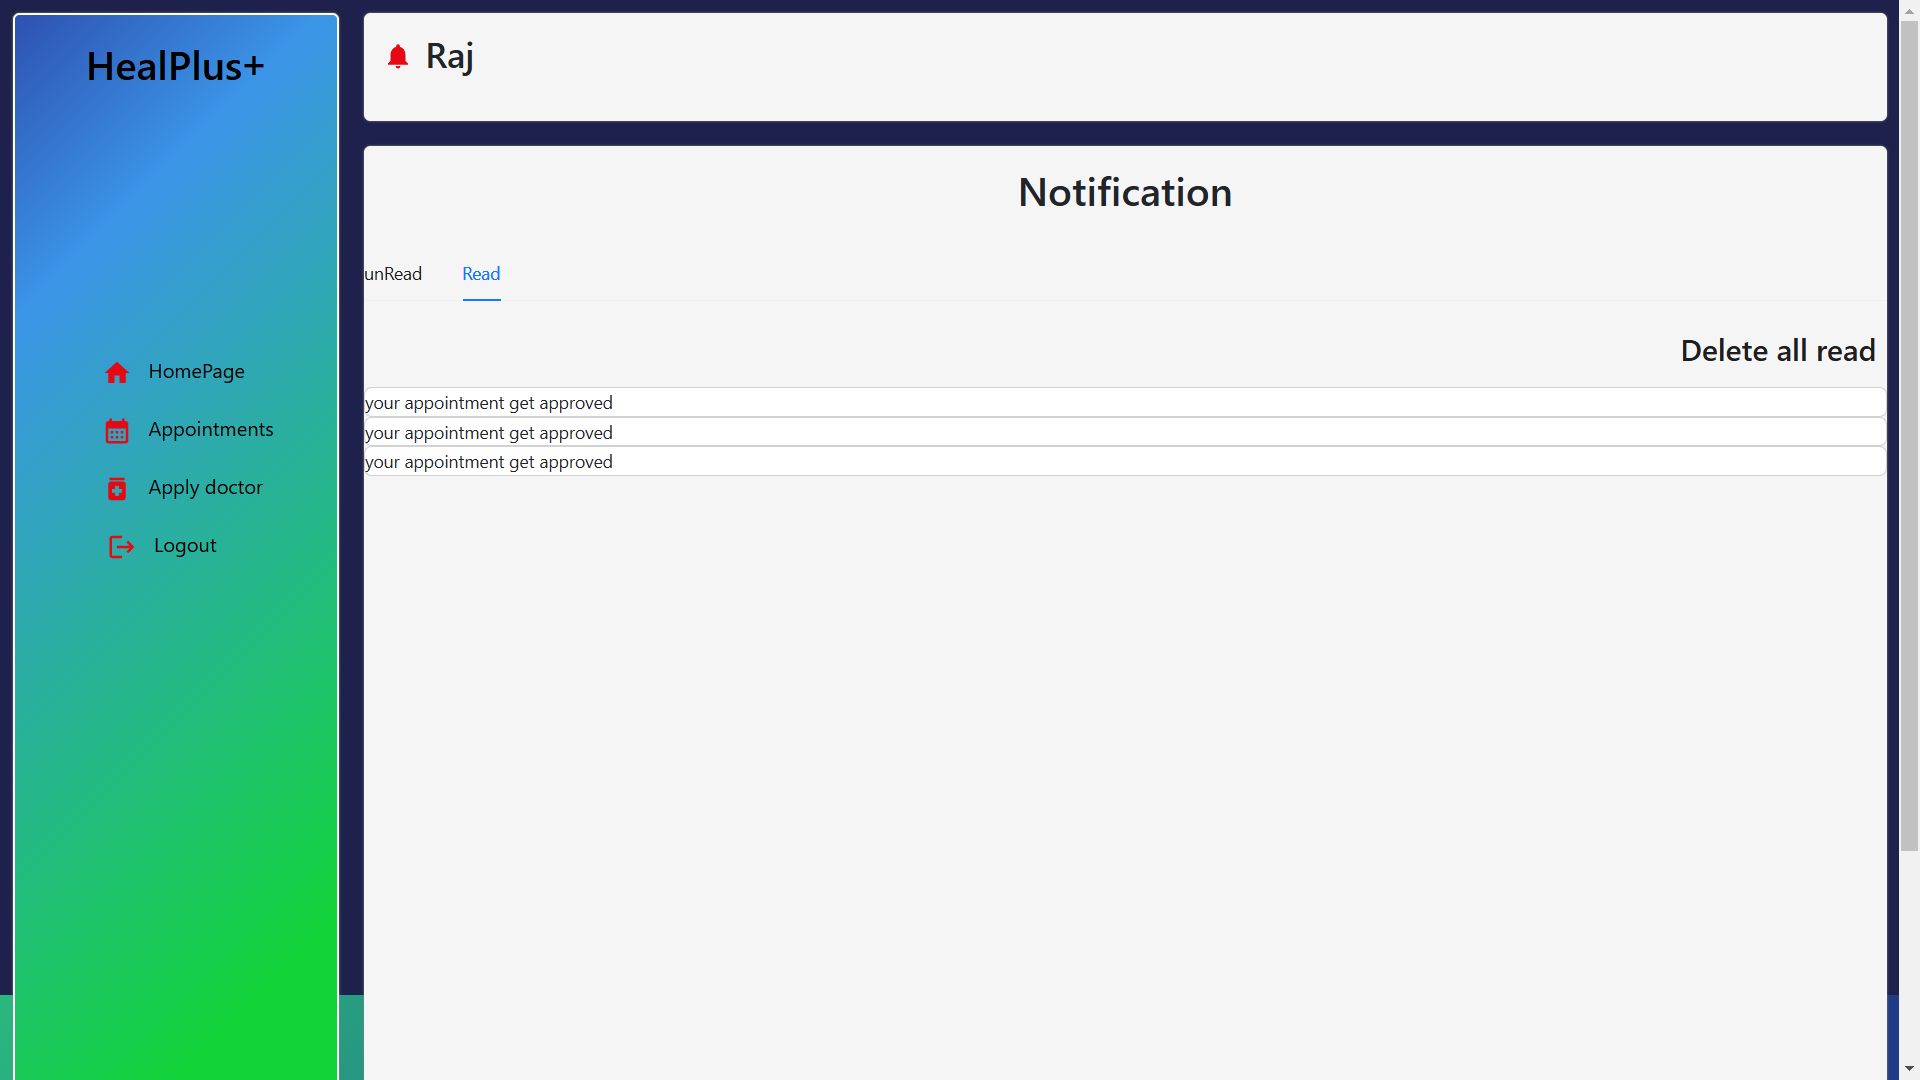 HealPlus+
HomePage
Appointments
Apply doctor
Logout
Raj
Notification
unRead
Read
Delete all read
your appointment get approved
your appointment get approved
your appointment get approved